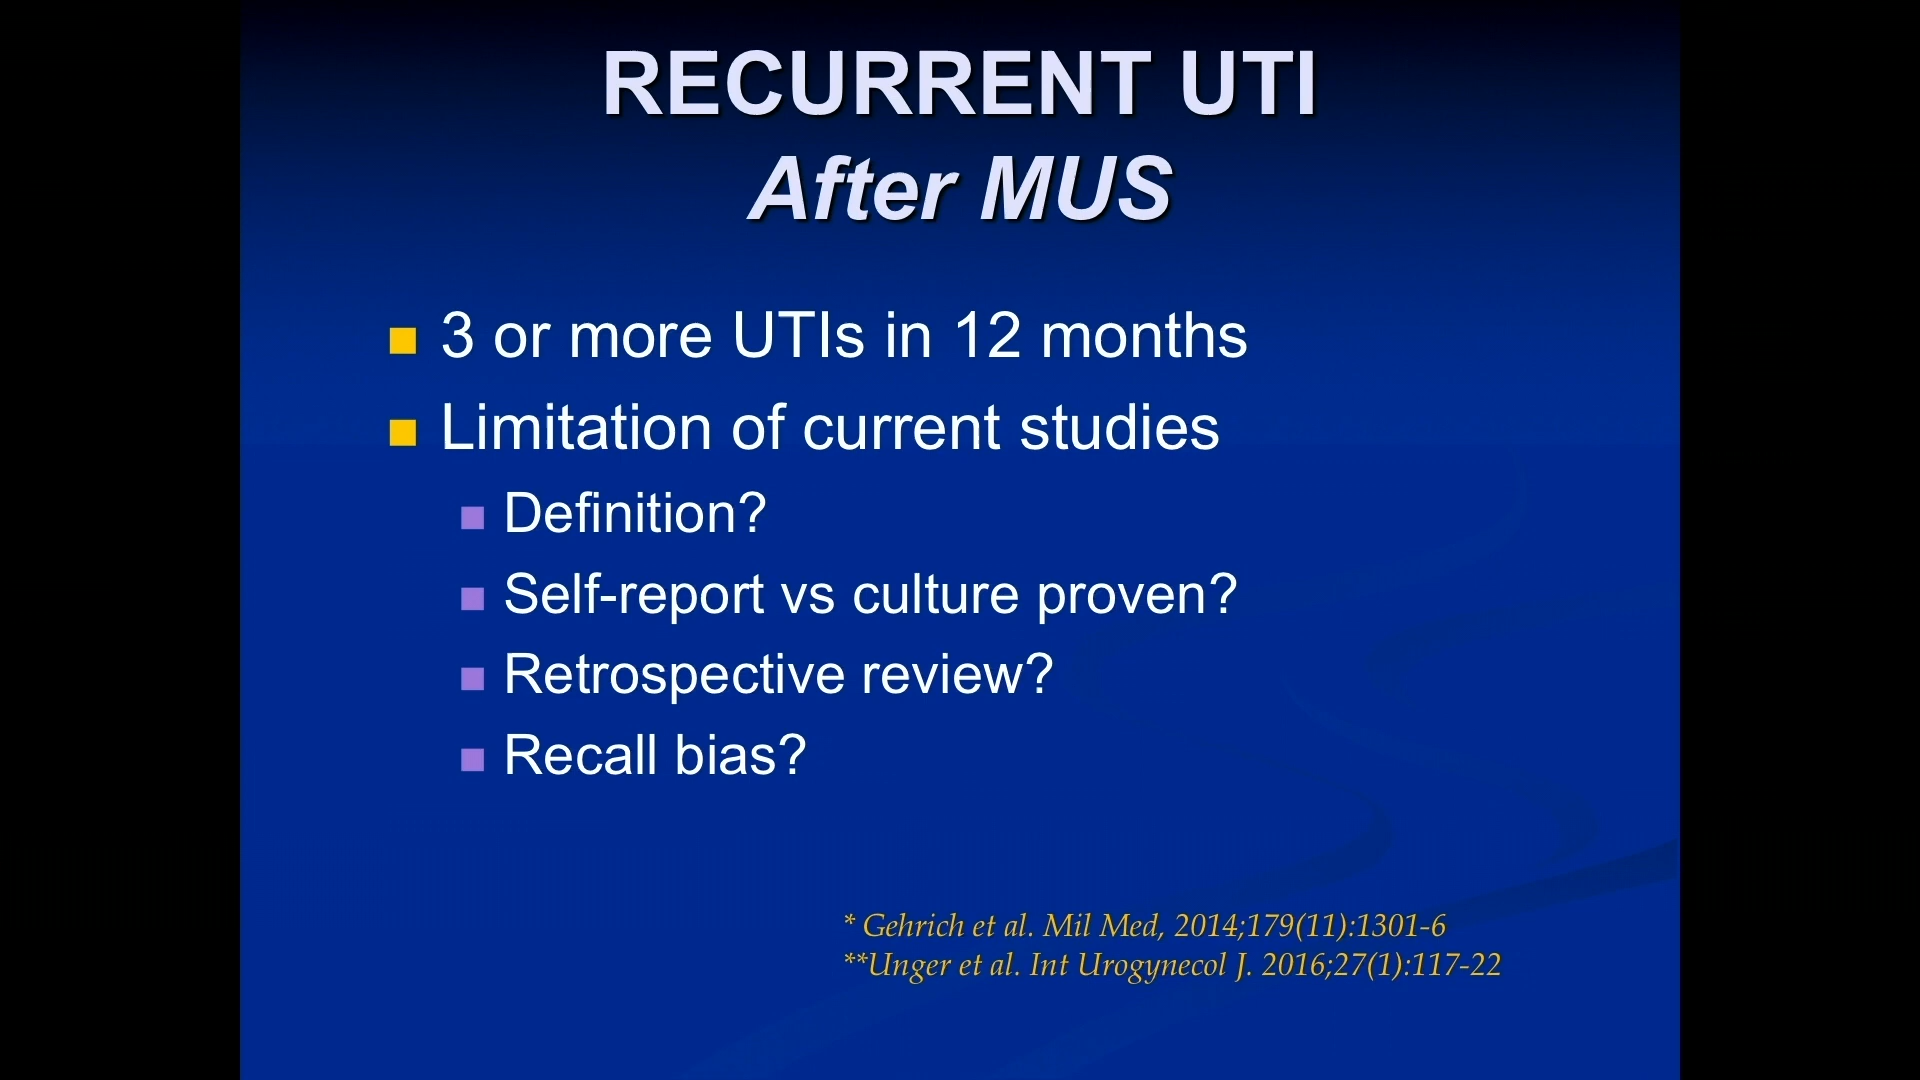 RECURRENT UTI
After MUS
3 or more UTIs in 12 months
Limitation of current studies
Definition?
Self-report vs culture proven?
Retrospective review?
Recall bias?
* Gehrich et al. Mil Med, 2014;179(11):1301-6
**Unger et al. Int Urogynecol J. 2016;27(1):117-22